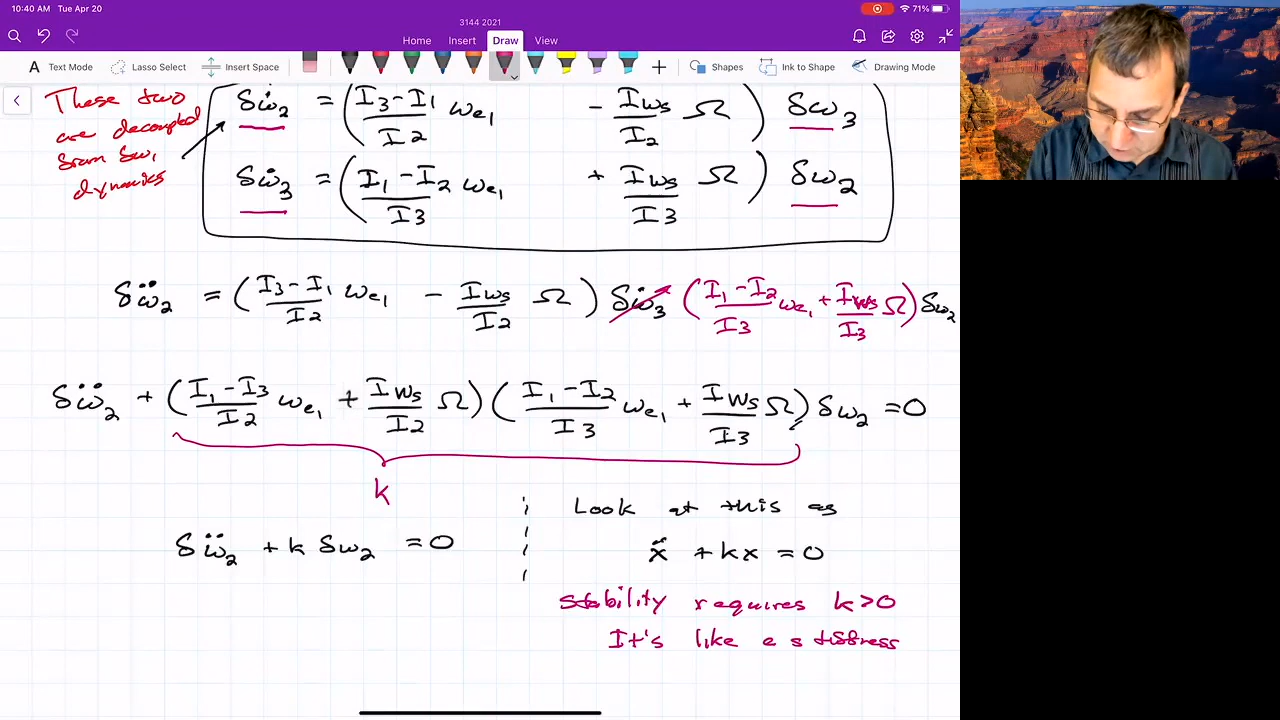 10:40 AM Tue Apr 20
71%
3144 2021
Home Insert Draw View
Text Mode Lasso Select Insert Space Shapes Ink to Shape Drawing Mode
These two
are decoupled
from δω₁
dynamics
δω̇₂ = ((I₃ − I₁)/I₂ ωe₁ − Iws/I₂ Ω) δω₃
δω̇₃ = ((I₁ − I₂)/I₃ ωe₁ + Iws/I₃ Ω) δω₂
δω̈₂ = ((I₃ − I₁)/I₂ ωe₁ − Iws/I₂ Ω) δω̇₃ ((I₁ − I₂)/I₃ ωe₁ + Iws/I₃ Ω) δω₂
δω̈₂ + ((I₁ − I₃)/I₂ ωe₁ + Iws/I₂ Ω)((I₁ − I₂)/I₃ ωe₁ + Iws/I₃ Ω) δω₂ = 0
k
δω̈₂ + k δω₂ = 0
Look at this as
ẍ + kx = 0
stability requires k>0
It's like a stiffness